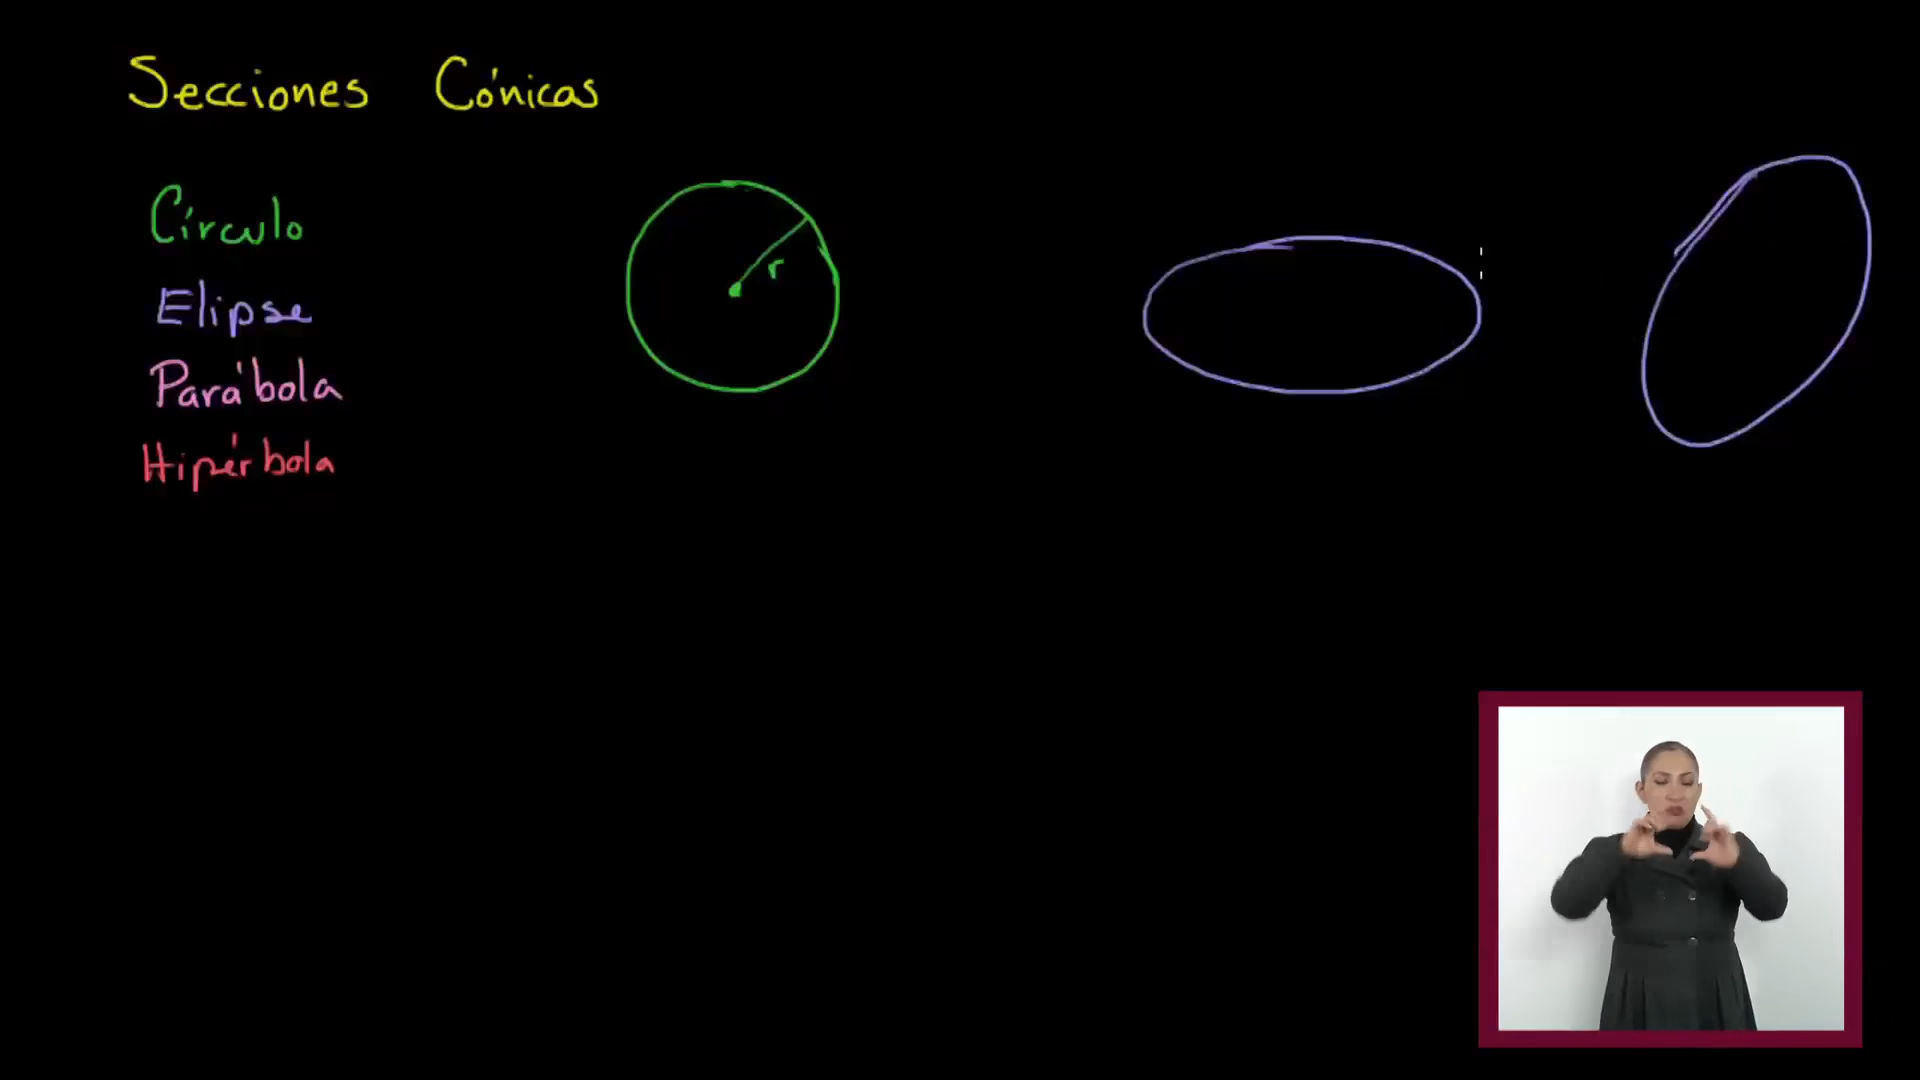 Secciones Cónicas
Círculo
r
Elipse
Parábola
Hipérbola